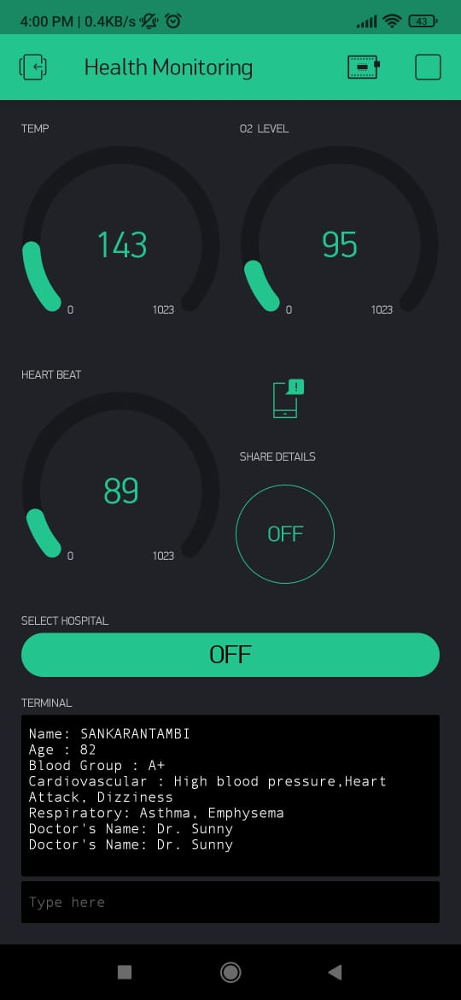 4:00 PM | 0.4KB/s
43
Health Monitoring
TEMP
O2 LEVEL
143
95
0
1023
0
1023
HEART BEAT
!
SHARE DETAILS
89
OFF
0
1023
SELECT HOSPITAL
OFF
TERMINAL
Name: SANKARANTAMBI
Age : 82
Blood Group : A+
Cardiovascular : High blood pressure,Heart
Attack, Dizziness
Respiratory: Asthma, Emphysema
Doctor's Name: Dr. Sunny
Doctor's Name: Dr. Sunny
Type here